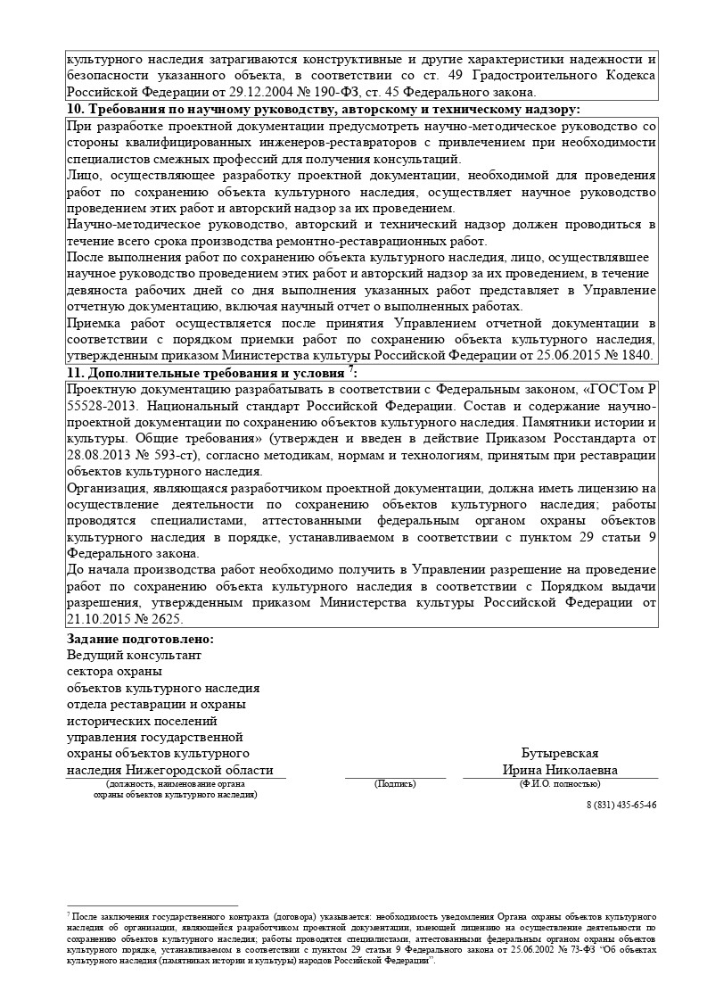 культурного наследия затрагиваются конструктивные и другие характеристики надежности и
безопасности указанного объекта, в соответствии со ст. 49 Градостроительного Кодекса
Российской Федерации от 29.12.2004 № 190-ФЗ, ст. 45 Федерального закона.
10. Требования по научному руководству, авторскому и техническому надзору:
При разработке проектной документации предусмотреть научно-методическое руководство со
стороны квалифицированных инженеров-реставраторов с привлечением при необходимости
специалистов смежных профессий для получения консультаций.
Лицо, осуществляющее разработку проектной документации, необходимой для проведения
работ по сохранению объекта культурного наследия, осуществляет научное руководство
проведением этих работ и авторский надзор за их проведением.
Научно-методическое руководство, авторский и технический надзор должен проводиться в
течение всего срока производства ремонтно-реставрационных работ.
После выполнения работ по сохранению объекта культурного наследия, лицо, осуществлявшее
научное руководство проведением этих работ и авторский надзор за их проведением, в течение
девяноста рабочих дней со дня выполнения указанных работ представляет в Управление
отчетную документацию, включая научный отчет о выполненных работах.
Приемка работ осуществляется после принятия Управлением отчетной документации в
соответствии с порядком приемки работ по сохранению объекта культурного наследия,
утвержденным приказом Министерства культуры Российской Федерации от 25.06.2015 № 1840.
11. Дополнительные требования и условия 7:
Проектную документацию разрабатывать в соответствии с Федеральным законом, «ГОСТом Р
55528-2013. Национальный стандарт Российской Федерации. Состав и содержание научно-
проектной документации по сохранению объектов культурного наследия. Памятники истории и
культуры. Общие требования» (утвержден и введен в действие Приказом Росстандарта от
28.08.2013 № 593-ст), согласно методикам, нормам и технологиям, принятым при реставрации
объектов культурного наследия.
Организация, являющаяся разработчиком проектной документации, должна иметь лицензию на
осуществление деятельности по сохранению объектов культурного наследия; работы
проводятся специалистами, аттестованными федеральным органом охраны объектов
культурного наследия в порядке, устанавливаемом в соответствии с пунктом 29 статьи 9
Федерального закона.
До начала производства работ необходимо получить в Управлении разрешение на проведение
работ по сохранению объекта культурного наследия в соответствии с Порядком выдачи
разрешения, утвержденным приказом Министерства культуры Российской Федерации от
21.10.2015 № 2625.
Задание подготовлено:
Ведущий консультант
сектора охраны
объектов культурного наследия
отдела реставрации и охраны
исторических поселений
управления государственной
охраны объектов культурного
наследия Нижегородской области
Бутыревская
Ирина Николаевна
(должность, наименование органа
охраны объектов культурного наследия)
(Подпись)
(Ф.И.О. полностью)
8 (831) 435-65-46
7 После заключения государственного контракта (договора) указывается: необходимость уведомления Органа охраны объектов культурного
наследия об организации, являющейся разработчиком проектной документации, имеющей лицензию на осуществление деятельности по
сохранению объектов культурного наследия; работы проводятся специалистами, аттестованными федеральным органом охраны объектов
культурного порядке, устанавливаемом в соответствии с пунктом 29 статьи 9 Федерального закона от 25.06.2002 № 73-ФЗ “Об объектах
культурного наследия (памятниках истории и культуры) народов Российской Федерации”.